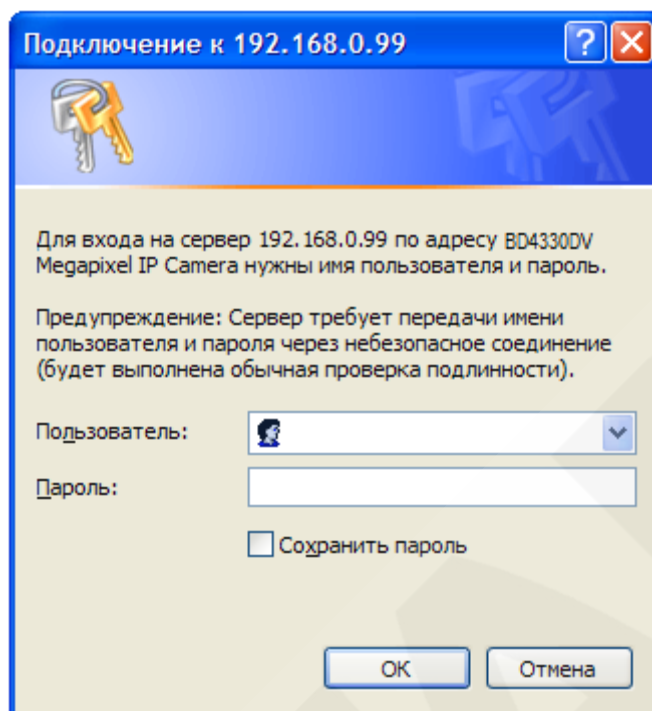 Подключение к 192.168.0.99
Для входа на сервер 192.168.0.99 по адресу BD4330DV
Megapixel IP Camera нужны имя пользователя и пароль.
Предупреждение: Сервер требует передачи имени
пользователя и пароля через небезопасное соединение
(будет выполнена обычная проверка подлинности).
Пользователь:
Пароль:
Сохранить пароль
ОК Отмена